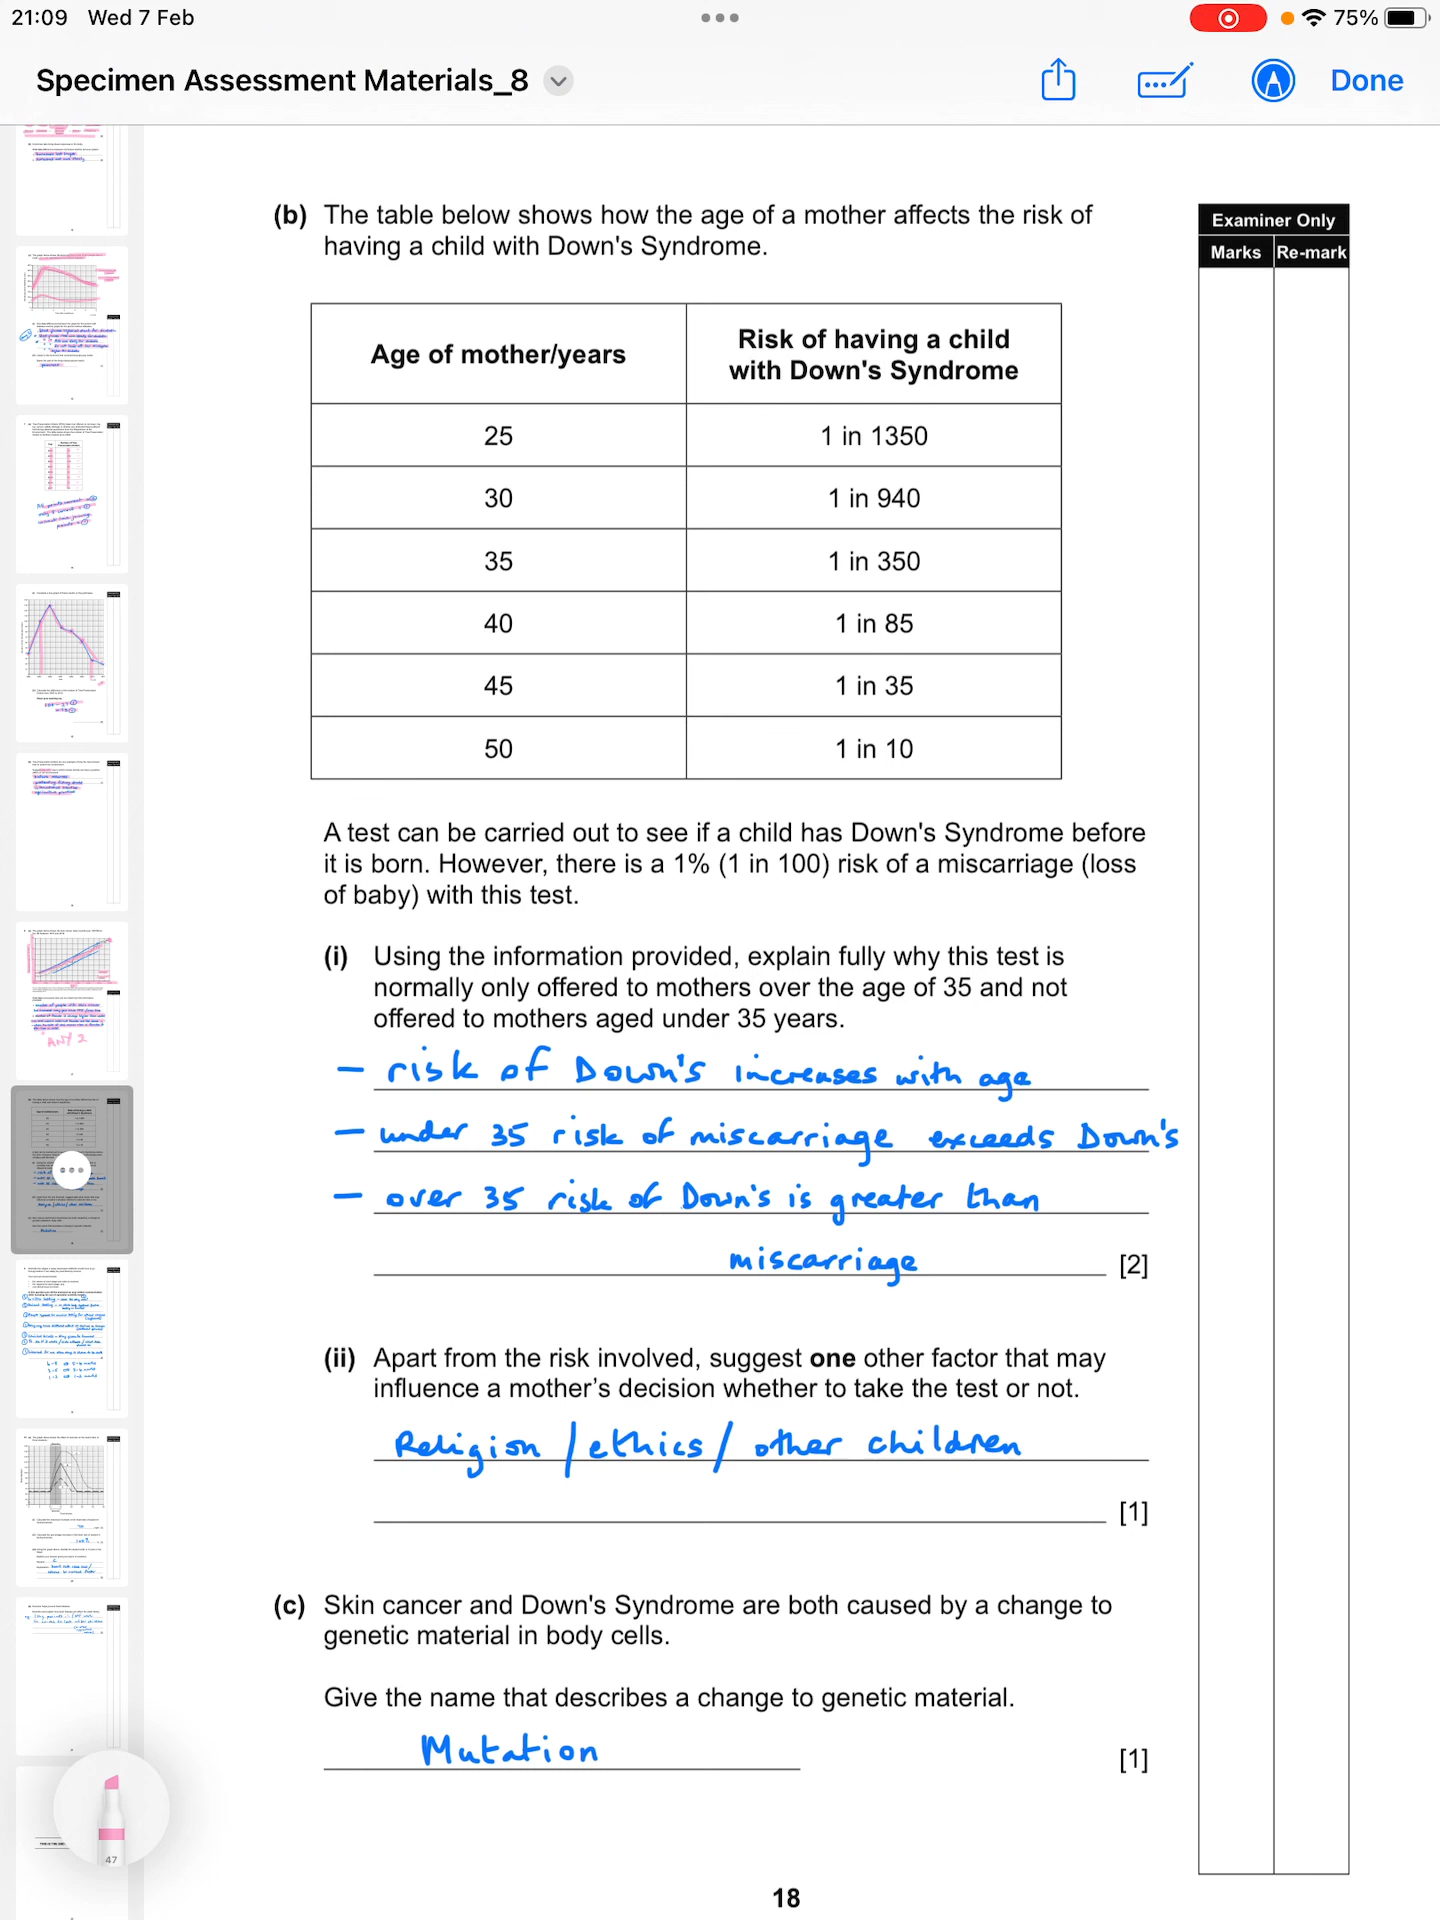 21:09 Wed 7 Feb
75%
Specimen Assessment Materials_8
Done
(b) The table below shows how the age of a mother affects the risk of
having a child with Down's Syndrome.
Examiner Only
Marks Re-mark
Age of mother/years
Risk of having a child
with Down's Syndrome
25 1 in 1350
30 1 in 940
35 1 in 350
40 1 in 85
45 1 in 35
50 1 in 10
A test can be carried out to see if a child has Down's Syndrome before
it is born. However, there is a 1% (1 in 100) risk of a miscarriage (loss
of baby) with this test.
(i) Using the information provided, explain fully why this test is
normally only offered to mothers over the age of 35 and not
offered to mothers aged under 35 years.
– risk of Down's increases with age
– under 35 risk of miscarriage exceeds Down's
– over 35 risk of Down's is greater than
miscarriage [2]
(ii) Apart from the risk involved, suggest one other factor that may
influence a mother's decision whether to take the test or not.
Religion / ethics / other children
[1]
(c) Skin cancer and Down's Syndrome are both caused by a change to
genetic material in body cells.
Give the name that describes a change to genetic material.
Mutation [1]
47
18